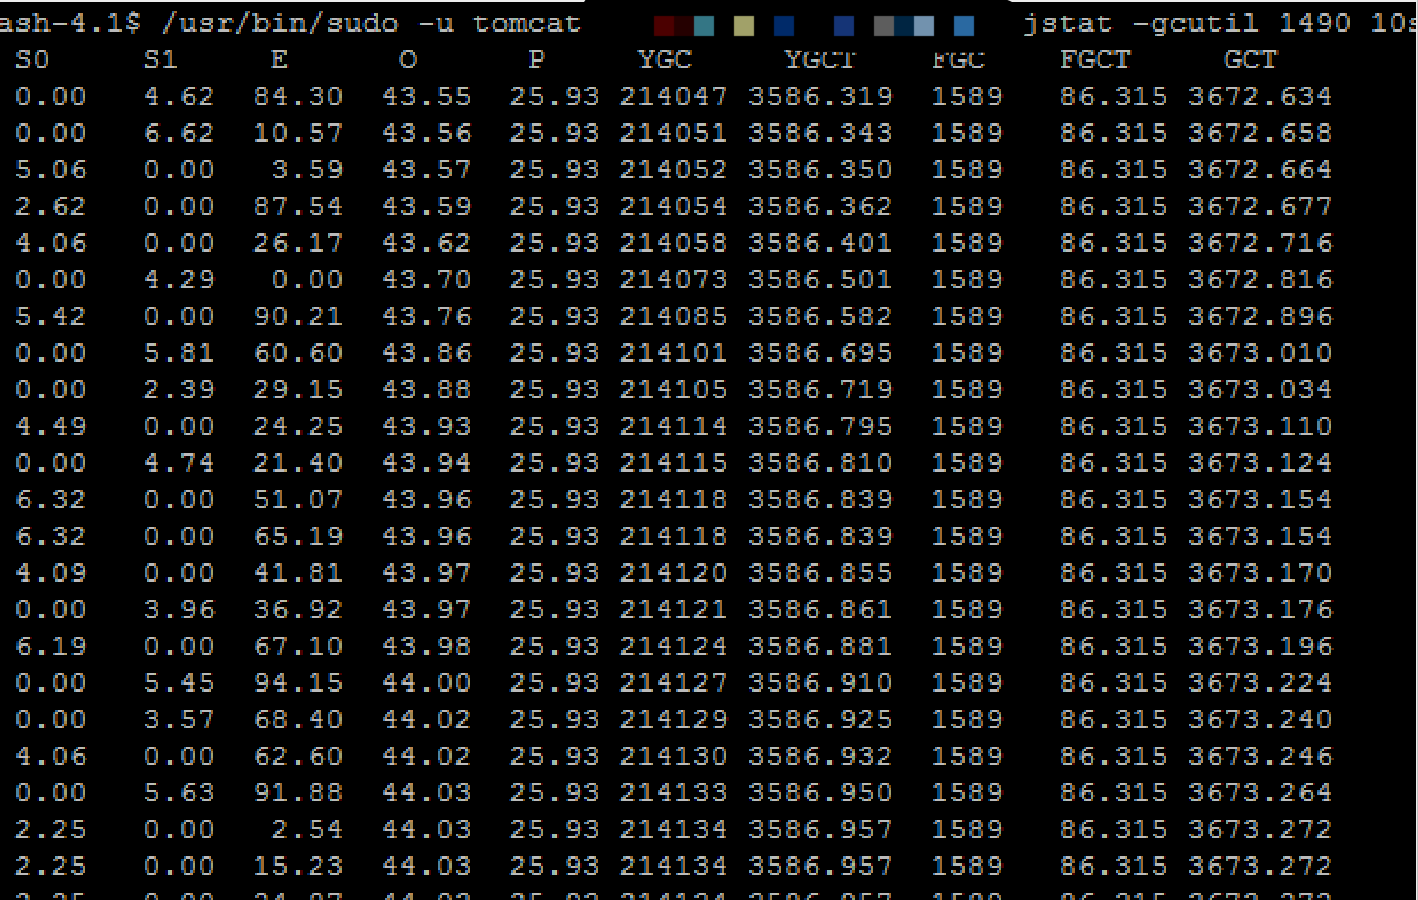 ash-4.1$ /usr/bin/sudo -u tomcat jstat -gcutil 1490 10s
S0 S1 E O P YGC YGCT FGC FGCT GCT
0.00 4.62 84.30 43.55 25.93 214047 3586.319 1589 86.315 3672.634
0.00 6.62 10.57 43.56 25.93 214051 3586.343 1589 86.315 3672.658
5.06 0.00 3.59 43.57 25.93 214052 3586.350 1589 86.315 3672.664
2.62 0.00 87.54 43.59 25.93 214054 3586.362 1589 86.315 3672.677
4.06 0.00 26.17 43.62 25.93 214058 3586.401 1589 86.315 3672.716
0.00 4.29 0.00 43.70 25.93 214073 3586.501 1589 86.315 3672.816
5.42 0.00 90.21 43.76 25.93 214085 3586.582 1589 86.315 3672.896
0.00 5.81 60.60 43.86 25.93 214101 3586.695 1589 86.315 3673.010
0.00 2.39 29.15 43.88 25.93 214105 3586.719 1589 86.315 3673.034
4.49 0.00 24.25 43.93 25.93 214114 3586.795 1589 86.315 3673.110
0.00 4.74 21.40 43.94 25.93 214115 3586.810 1589 86.315 3673.124
6.32 0.00 51.07 43.96 25.93 214118 3586.839 1589 86.315 3673.154
6.32 0.00 65.19 43.96 25.93 214118 3586.839 1589 86.315 3673.154
4.09 0.00 41.81 43.97 25.93 214120 3586.855 1589 86.315 3673.170
0.00 3.96 36.92 43.97 25.93 214121 3586.861 1589 86.315 3673.176
6.19 0.00 67.10 43.98 25.93 214124 3586.881 1589 86.315 3673.196
0.00 5.45 94.15 44.00 25.93 214127 3586.910 1589 86.315 3673.224
0.00 3.57 68.40 44.02 25.93 214129 3586.925 1589 86.315 3673.240
4.06 0.00 62.60 44.02 25.93 214130 3586.932 1589 86.315 3673.246
0.00 5.63 91.88 44.03 25.93 214133 3586.950 1589 86.315 3673.264
2.25 0.00 2.54 44.03 25.93 214134 3586.957 1589 86.315 3673.272
2.25 0.00 15.23 44.03 25.93 214134 3586.957 1589 86.315 3673.272